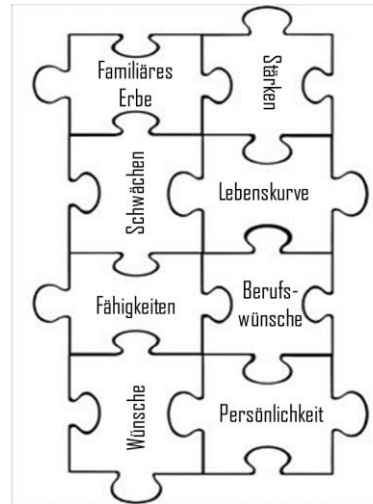 Familiäres
Erbe
Stärken
Schwächen
Lebenskurve
Fähigkeiten
Berufs-
wünsche
Wünsche
Persönlichkeit